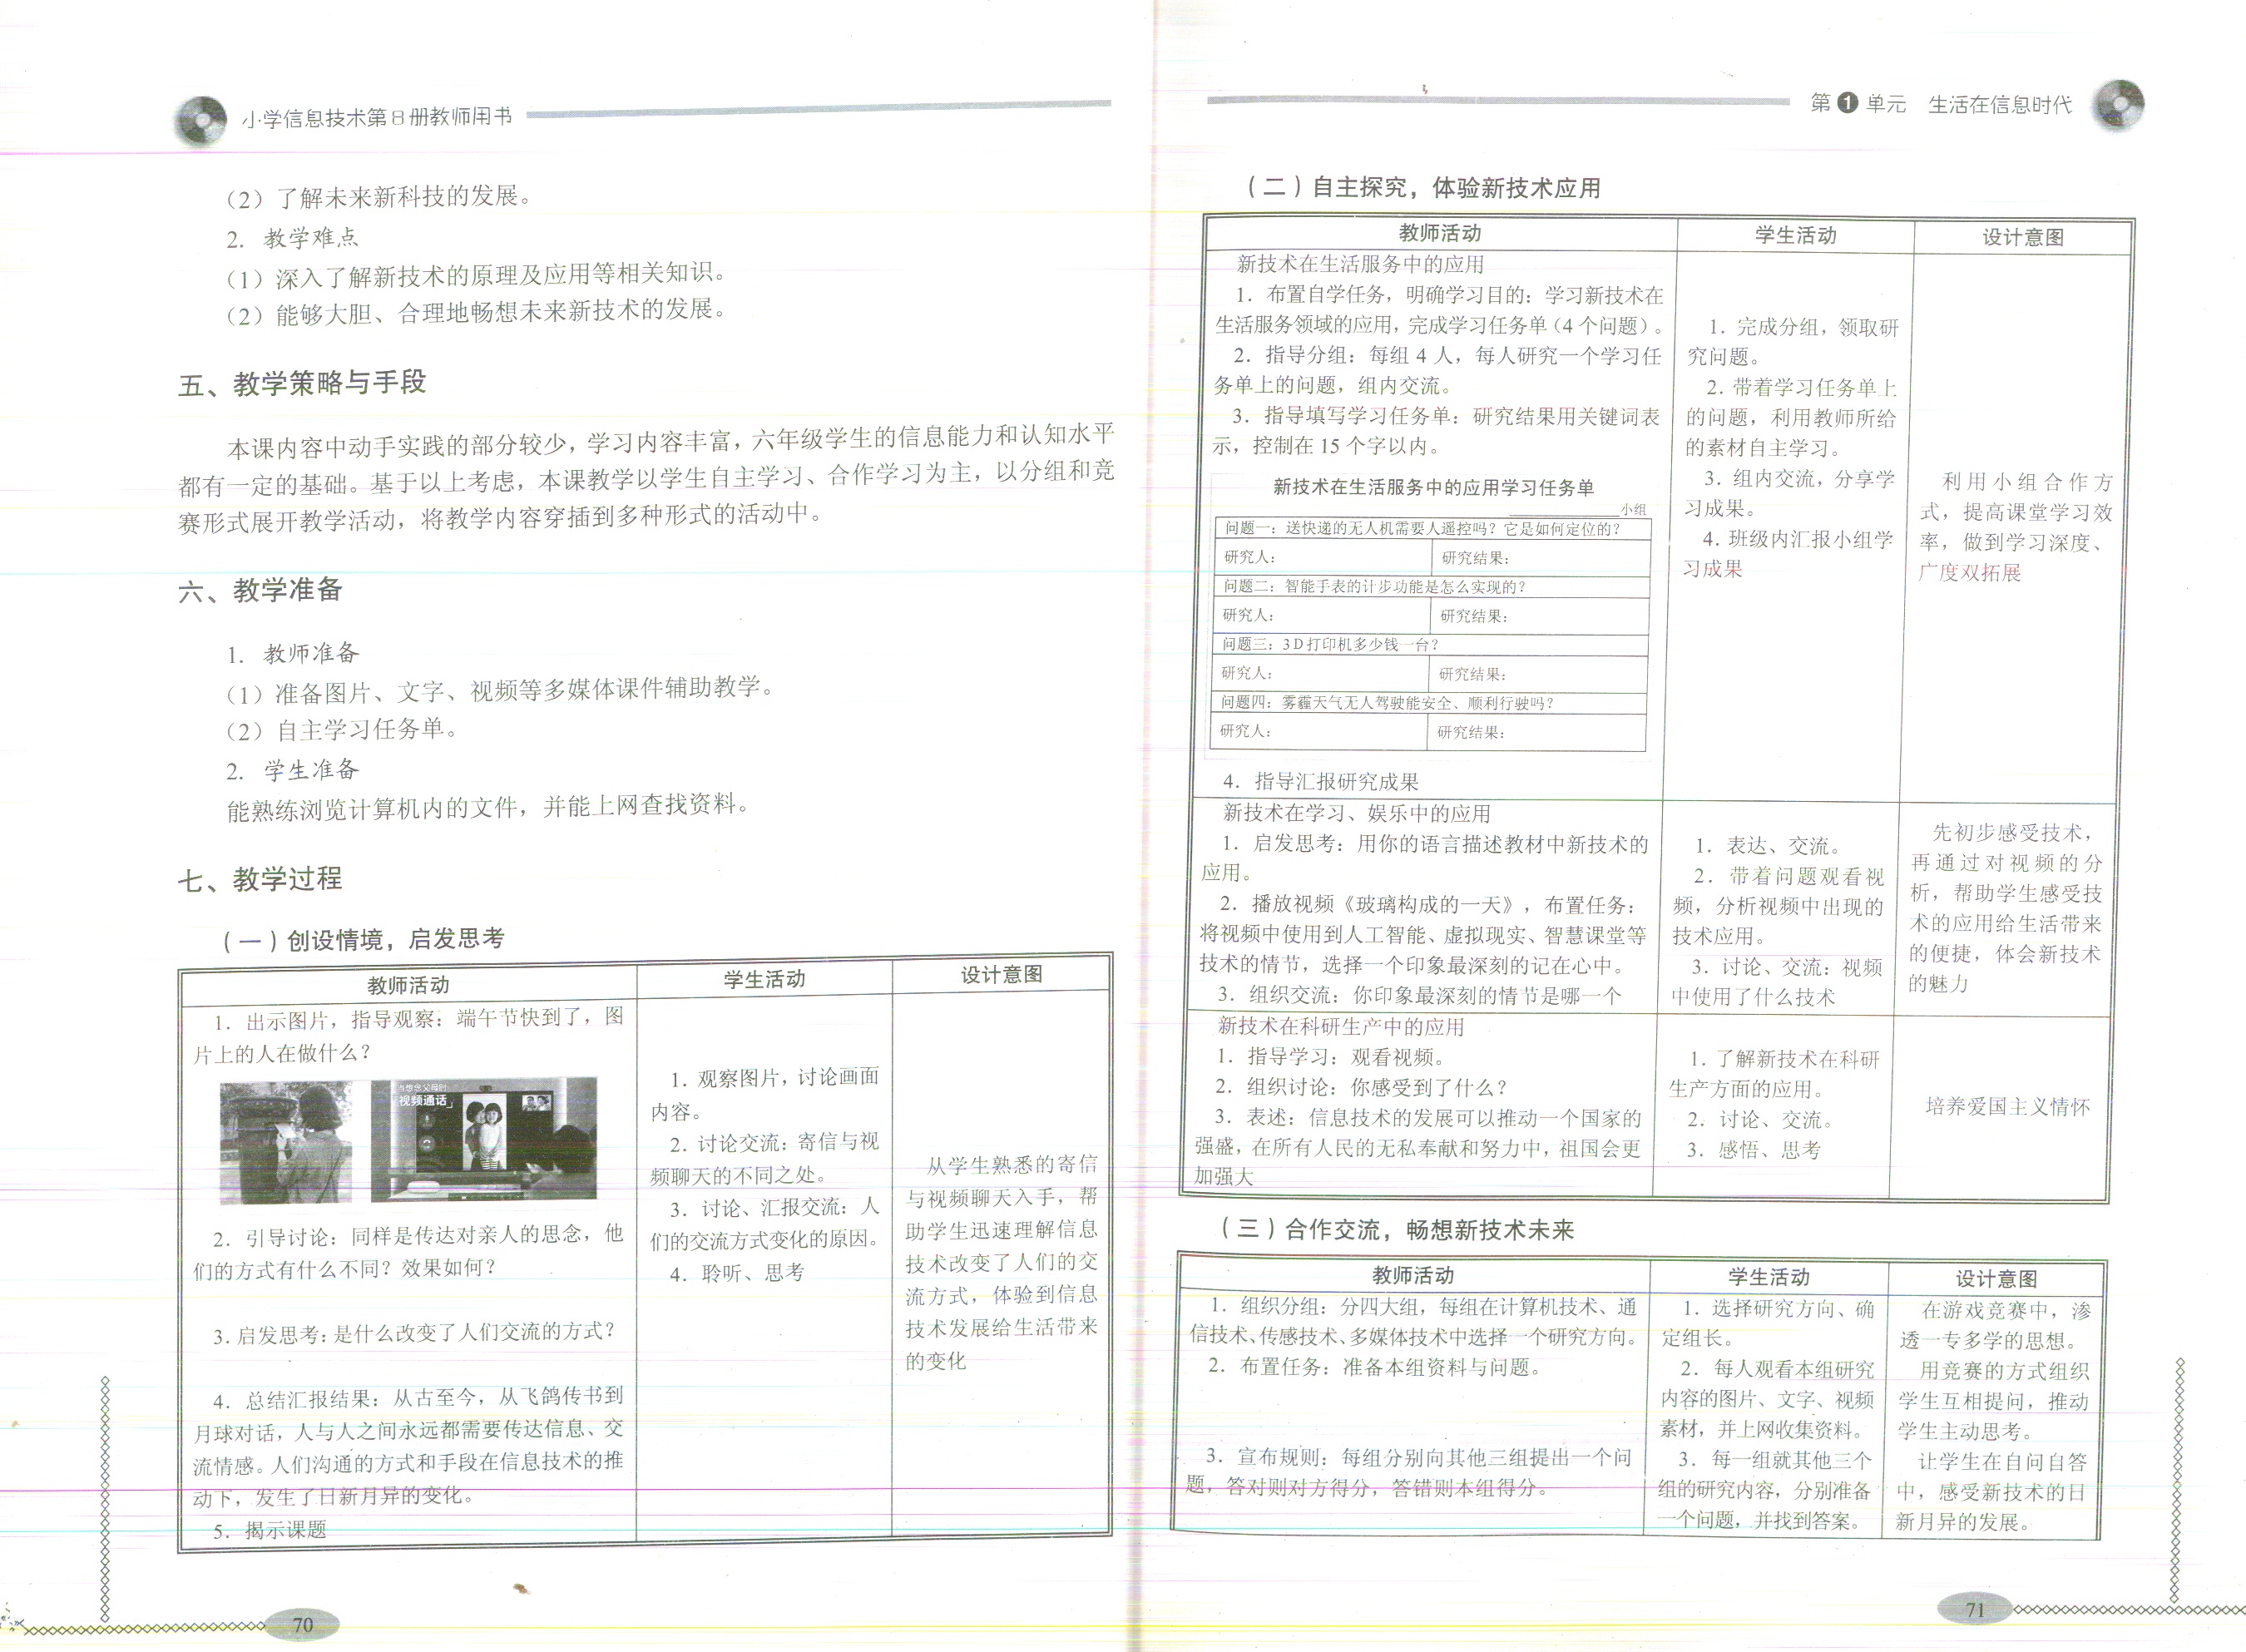 小学信息技术第8册教师用书
（2）了解未来新科技的发展。
2. 教学难点
（1）深入了解新技术的原理及应用等相关知识。
（2）能够大胆、合理地畅想未来新技术的发展。
五、教学策略与手段
本课内容中动手实践的部分较少，学习内容丰富，六年级学生的信息能力和认知水平
都有一定的基础。基于以上考虑，本课教学以学生自主学习、合作学习为主，以分组和竞
赛形式展开教学活动，将教学内容穿插到多种形式的活动中。
六、教学准备
1. 教师准备
（1）准备图片、文字、视频等多媒体课件辅助教学。
（2）自主学习任务单。
2. 学生准备
能熟练浏览计算机内的文件，并能上网查找资料。
七、教学过程
（一）创设情境，启发思考
教师活动
学生活动
设计意图
1. 出示图片，指导观察：端午节快到了，图
片上的人在做什么？
当想念父母时
「视频通话」
2. 引导讨论：同样是传达对亲人的思念，他
们的方式有什么不同？效果如何？
3. 启发思考：是什么改变了人们交流的方式？
4. 总结汇报结果：从古至今，从飞鸽传书到
月球对话，人与人之间永远都需要传达信息、交
流情感。人们沟通的方式和手段在信息技术的推
动下，发生了日新月异的变化。
5. 揭示课题
1. 观察图片，讨论画面
内容。
2. 讨论交流：寄信与视
频聊天的不同之处。
3. 讨论、汇报交流：人
们的交流方式变化的原因。
4. 聆听、思考
从学生熟悉的寄信
与视频聊天入手，帮
助学生迅速理解信息
技术改变了人们的交
流方式，体验到信息
技术发展给生活带来
的变化
70
第1单元 生活在信息时代
（二）自主探究，体验新技术应用
教师活动
学生活动
设计意图
新技术在生活服务中的应用
1. 布置自学任务，明确学习目的：学习新技术在
生活服务领域的应用，完成学习任务单（4个问题）。
2. 指导分组：每组 4 人，每人研究一个学习任
务单上的问题，组内交流。
3. 指导填写学习任务单：研究结果用关键词表
示，控制在 15 个字以内。
新技术在生活服务中的应用学习任务单
小组
问题一：送快递的无人机需要人遥控吗？它是如何定位的？
研究人： 研究结果：
问题二：智能手表的计步功能是怎么实现的？
研究人： 研究结果：
问题三：3D打印机多少钱一台？
研究人： 研究结果：
问题四：雾霾天气无人驾驶能安全、顺利行驶吗？
研究人： 研究结果：
4. 指导汇报研究成果
1. 完成分组，领取研
究问题。
2. 带着学习任务单上
的问题，利用教师所给
的素材自主学习。
3. 组内交流，分享学
习成果。
4. 班级内汇报小组学
习成果
利用小组合作方
式，提高课堂学习效
率，做到学习深度、
广度双拓展
新技术在学习、娱乐中的应用
1. 启发思考：用你的语言描述教材中新技术的
应用。
2. 播放视频《玻璃构成的一天》，布置任务：
将视频中使用到人工智能、虚拟现实、智慧课堂等
技术的情节，选择一个印象最深刻的记在心中。
3. 组织交流：你印象最深刻的情节是哪一个
1. 表达、交流。
2. 带着问题观看视
频，分析视频中出现的
技术应用。
3. 讨论、交流：视频
中使用了什么技术
先初步感受技术，
再通过对视频的分
析，帮助学生感受技
术的应用给生活带来
的便捷，体会新技术
的魅力
新技术在科研生产中的应用
1. 指导学习：观看视频。
2. 组织讨论：你感受到了什么？
3. 表述：信息技术的发展可以推动一个国家的
强盛，在所有人民的无私奉献和努力中，祖国会更
加强大
1. 了解新技术在科研
生产方面的应用。
2. 讨论、交流。
3. 感悟、思考
培养爱国主义情怀
（三）合作交流，畅想新技术未来
教师活动
学生活动
设计意图
1. 组织分组：分四大组，每组在计算机技术、通
信技术、传感技术、多媒体技术中选择一个研究方向。
2. 布置任务：准备本组资料与问题。
3. 宣布规则：每组分别向其他三组提出一个问
题，答对则对方得分，答错则本组得分。
1. 选择研究方向、确
定组长。
2. 每人观看本组研究
内容的图片、文字、视频
素材，并上网收集资料。
3. 每一组就其他三个
组的研究内容，分别准备
一个问题，并找到答案。
在游戏竞赛中，渗
透一专多学的思想。
用竞赛的方式组织
学生互相提问，推动
学生主动思考。
让学生在自问自答
中，感受新技术的日
新月异的发展。
71